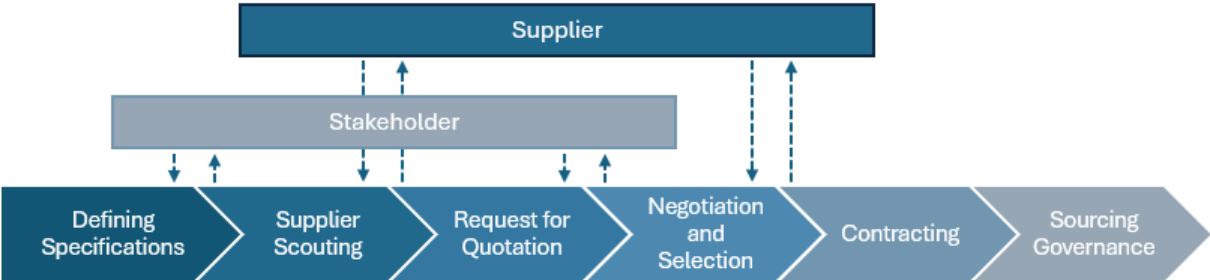 Supplier
Stakeholder
Defining
Specifications
Supplier
Scouting
Request for
Quotation
Negotiation
and
Selection
Contracting
Sourcing
Governance